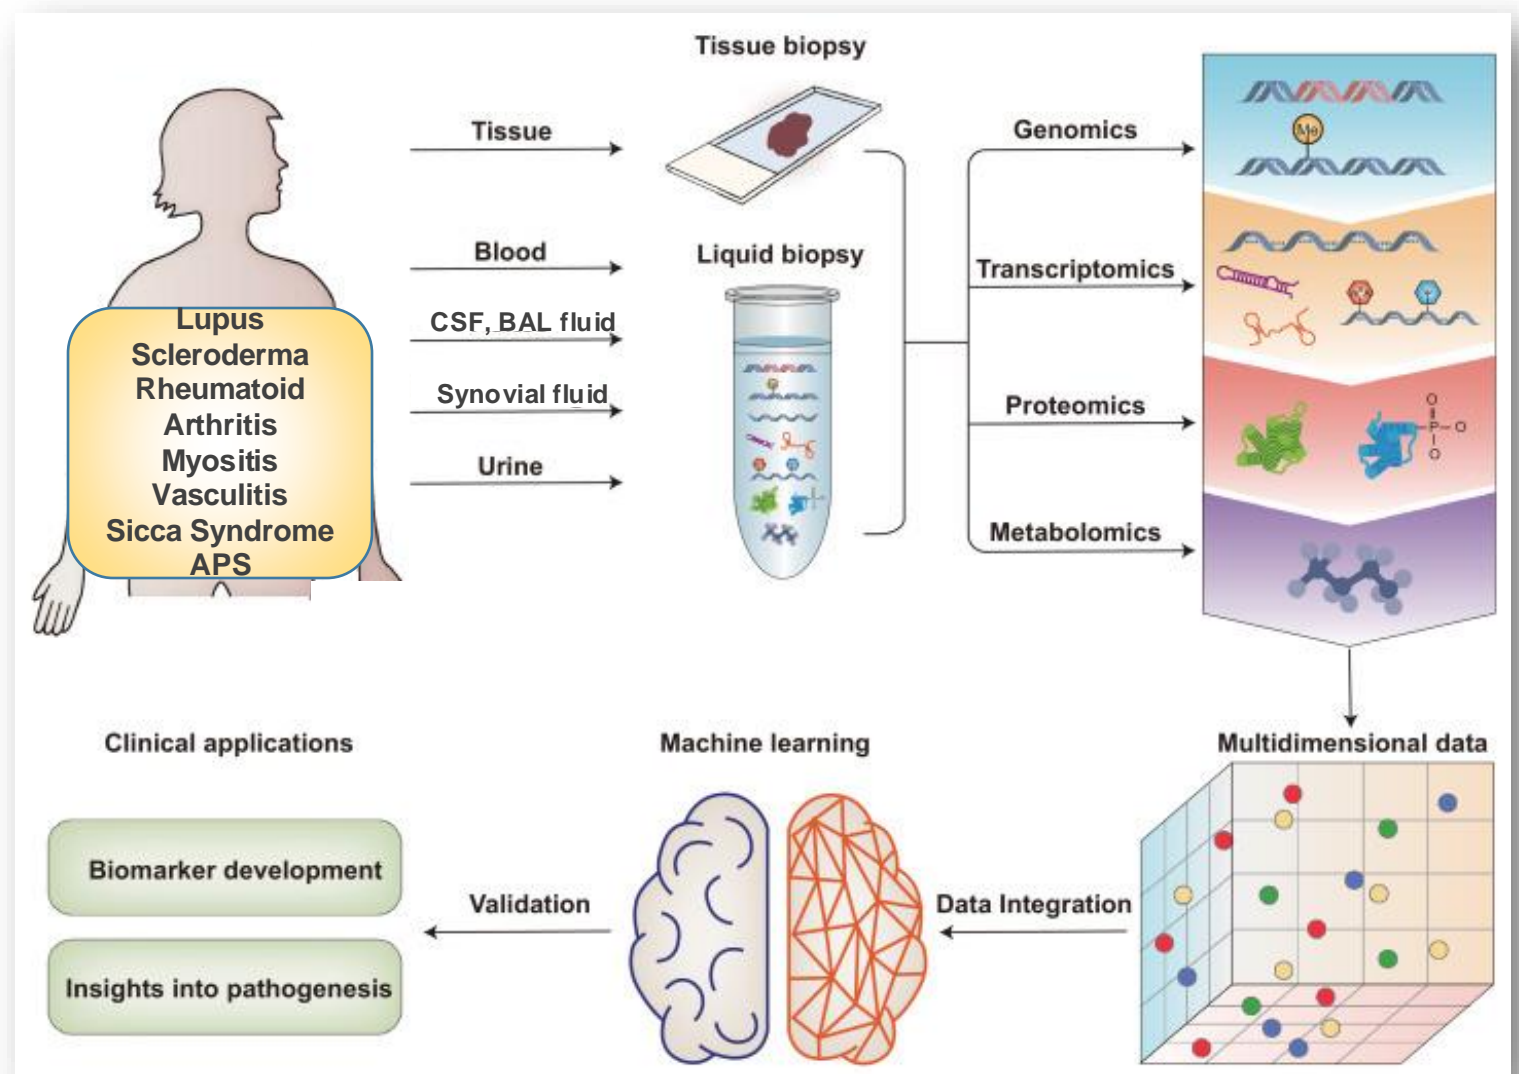 Tissue biopsy
Tissue
Genomics
Me
Blood
Liquid biopsy
Transcriptomics
Lupus
Scleroderma
Rheumatoid
Arthritis
Myositis
Vasculitis
Sicca Syndrome
APS
CSF, BAL fluid
Synovial fluid
Urine
Proteomics
O
O P O
O
Metabolomics
Clinical applications
Machine learning
Multidimensional data
Biomarker development
Validation
Data Integration
Insights into pathogenesis